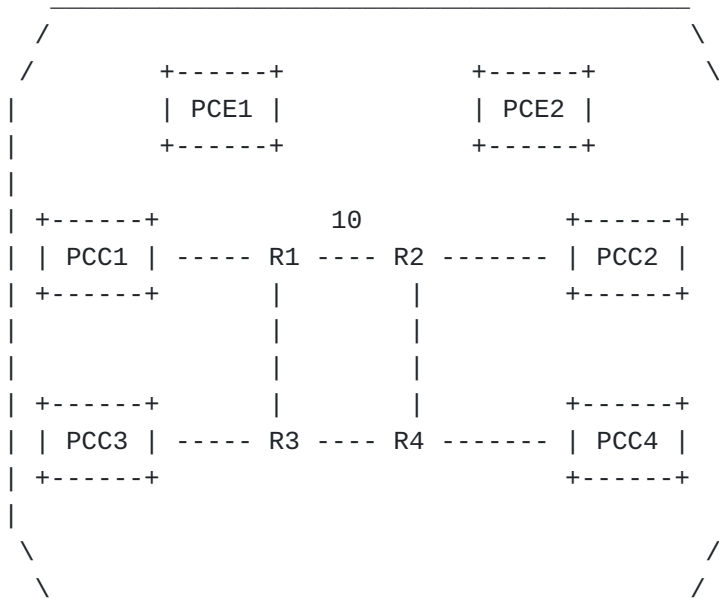 PCE1 PCE2
10
PCC1 ----- R1 ---- R2 ------- PCC2
PCC3 ----- R3 ---- R4 ------- PCC4